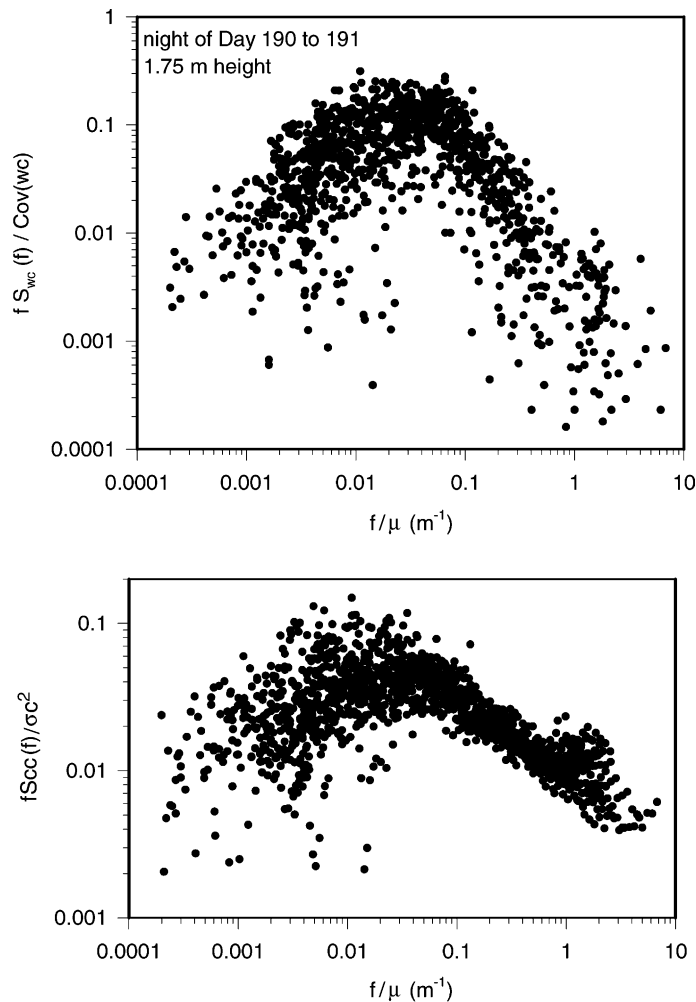 1
night of Day 190 to 191
1.75 m height
0.1
0.01
0.001
0.0001
f Swc (f) / Cov(wc)
0.0001 0.001 0.01 0.1 1 10
f/μ (m-1)
0.1
0.01
0.001
fScc(f)/σc2
0.0001 0.001 0.01 0.1 1 10
f/μ (m-1)